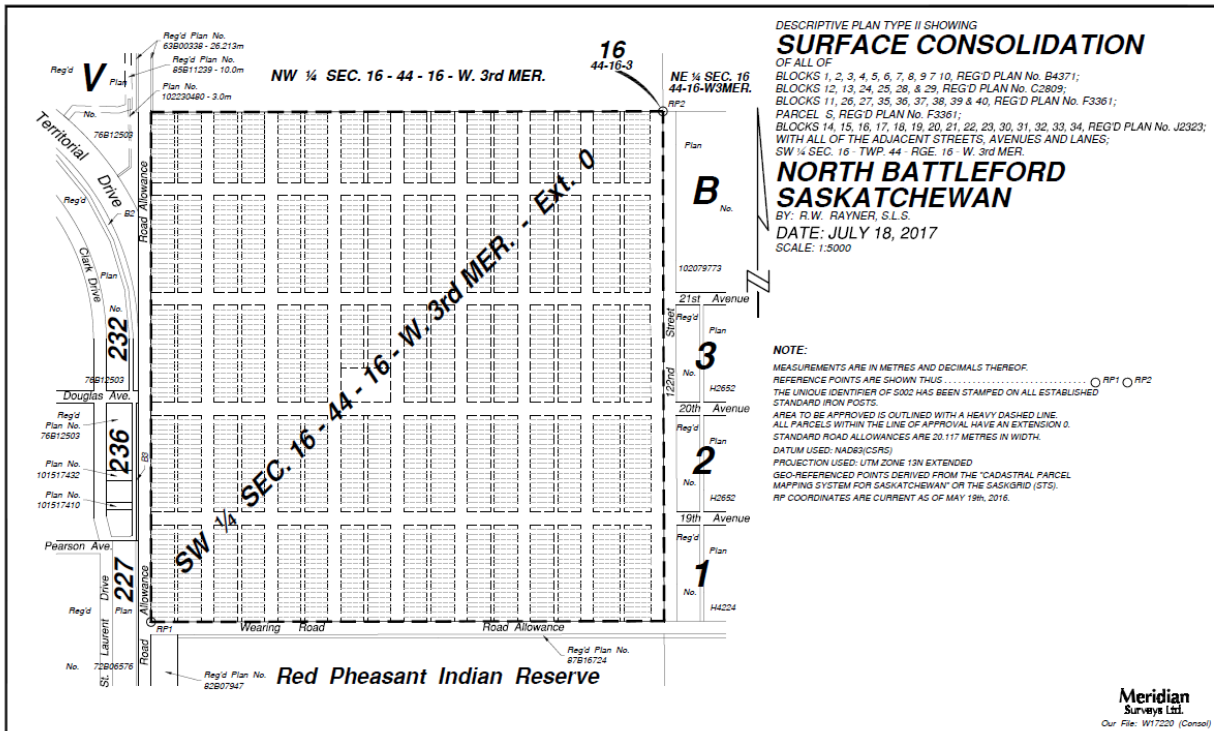 DESCRIPTIVE PLAN TYPE II SHOWING
SURFACE CONSOLIDATION
OF ALL OF
BLOCKS 1, 2, 3, 4, 5, 6, 7, 8, 9 7 10, REG'D PLAN No. B4371;
BLOCKS 12, 13, 24, 25, 28, & 29, REG'D PLAN No. C2809;
BLOCKS 11, 26, 27, 35, 36, 37, 38, 39 & 40, REG'D PLAN No. F3361;
PARCEL S, REG'D PLAN No. F3361;
BLOCKS 14, 15, 16, 17, 18, 19, 20, 21, 22, 23, 30, 31, 32, 33, 34, REG'D PLAN No. J2323;
WITH ALL OF THE ADJACENT STREETS, AVENUES AND LANES;
SW ¼ SEC. 16 - TWP. 44 - RGE. 16 - W. 3rd MER.
NORTH BATTLEFORD
SASKATCHEWAN
BY: R.W. RAYNER, S.L.S.
DATE: JULY 18, 2017
SCALE: 1:5000
NOTE:
MEASUREMENTS ARE IN METRES AND DECIMALS THEREOF.
REFERENCE POINTS ARE SHOWN THUS ............................ RP1 RP2
THE UNIQUE IDENTIFIER OF S002 HAS BEEN STAMPED ON ALL ESTABLISHED
STANDARD IRON POSTS.
AREA TO BE APPROVED IS OUTLINED WITH A HEAVY DASHED LINE.
ALL PARCELS WITHIN THE LINE OF APPROVAL HAVE AN EXTENSION 0.
STANDARD ROAD ALLOWANCES ARE 20.117 METRES IN WIDTH.
DATUM USED: NAD83(CSRS)
PROJECTION USED: UTM ZONE 13N EXTENDED
GEO-REFERENCED POINTS DERIVED FROM THE "CADASTRAL PARCEL
MAPPING SYSTEM FOR SASKATCHEWAN" OR THE SASKGRID (STS).
RP COORDINATES ARE CURRENT AS OF MAY 19th, 2016.
Reg'd Plan No.
63B00338 - 26.213m
Reg'd Plan No.
85B11239 - 10.0m
Plan No.
102230480 - 3.0m
Reg'd
V
Plan
No.
76B12503
NW ¼ SEC. 16 - 44 - 16 - W. 3rd MER.
16
44-16-3
NE ¼ SEC. 16
44-16-W3MER.
RP2
Territorial Drive
Road Allowance
Reg'd
B2
Clark Drive
Plan
No.
232
76B12503
Douglas Ave.
Reg'd
Plan No.
76B12503
236
Plan No.
101517432
B3
Plan No.
101517410
Pearson Ave.
227
Reg'd
Plan
No.
72B06576
St. Laurent Drive
Road Allowance
RP1
SW ¼ SEC. 16 - 44 - 16 - W. 3rd MER. - Ext. 0
Plan
B
No.
102079773
21st Avenue
122nd Street
Reg'd
Plan
3
No.
H2652
20th Avenue
Reg'd
Plan
2
No.
H2652
19th Avenue
Reg'd
Plan
1
No.
H4224
Wearing Road
Road Allowance
Reg'd Plan No.
87B16724
Reg'd Plan No.
82B07947
Red Pheasant Indian Reserve
Meridian
Surveys Ltd.
Our File: W17220 (Consol)